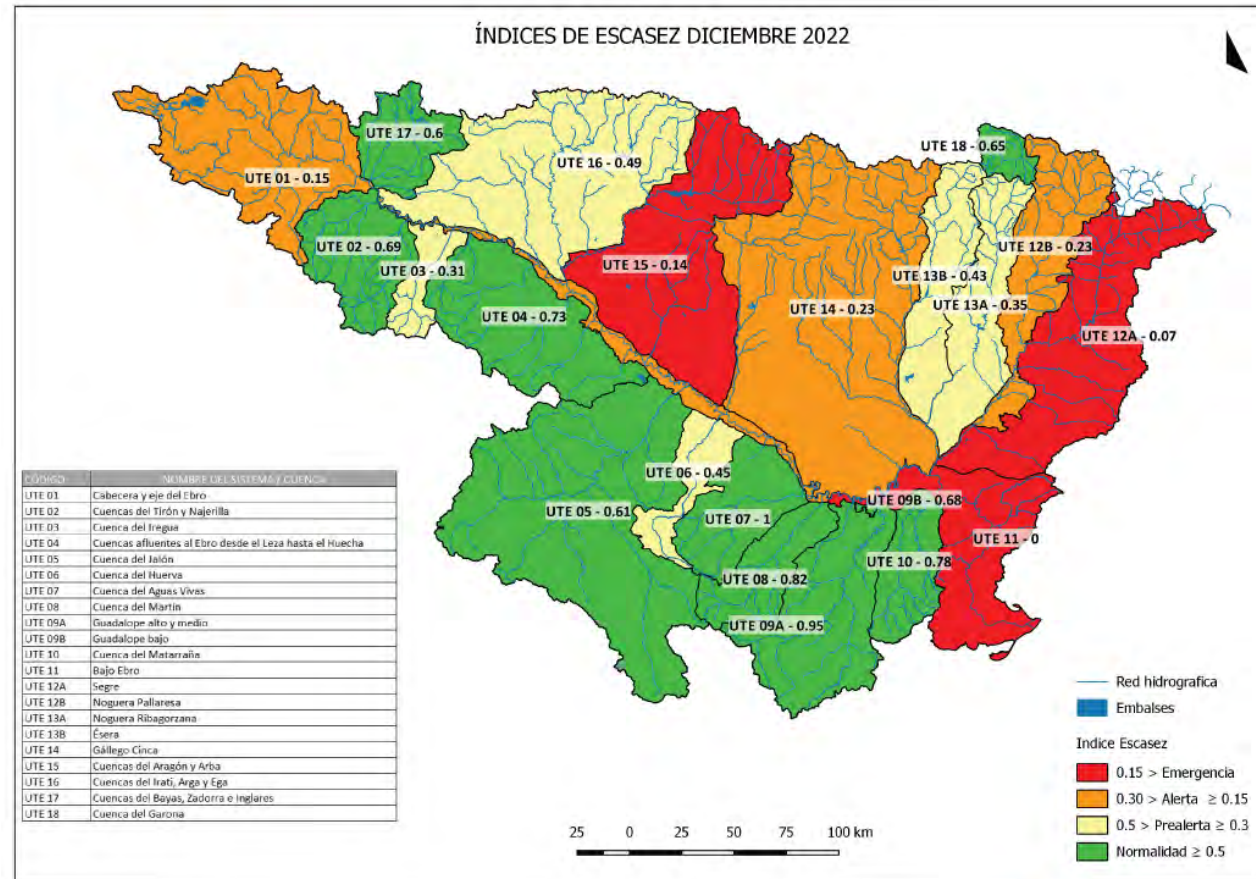 ÍNDICES DE ESCASEZ DICIEMBRE 2022
UTE 17 - 0.6
UTE 18 - 0.65
UTE 16 - 0.49
UTE 01 - 0.15
UTE 02 - 0.69
UTE 12B - 0.23
UTE 03 - 0.31
UTE 15 - 0.14
UTE 13B - 0.43
UTE 13A - 0.35
UTE 04 - 0.73
UTE 14 - 0.23
UTE 12A - 0.07
UTE 06 - 0.45
UTE 09B - 0.68
UTE 05 - 0.61
UTE 07 - 1
UTE 11 - 0
UTE 10 - 0.78
UTE 08 - 0.82
UTE 09A - 0.95
CÓDIGO NOMBRE DEL SISTEMA / CUENCA
UTE 01 Cabecera y eje del Ebro
UTE 02 Cuencas del Tirón y Najerilla
UTE 03 Cuenca del Iregua
UTE 04 Cuencas afluentes al Ebro desde el Leza hasta el Huecha
UTE 05 Cuenca del Jalón
UTE 06 Cuenca del Huerva
UTE 07 Cuenca del Aguas Vivas
UTE 08 Cuenca del Martín
UTE 09A Guadalope alto y medio
UTE 09B Guadalope bajo
UTE 10 Cuenca del Matarraña
UTE 11 Bajo Ebro
UTE 12A Segre
UTE 12B Noguera Pallaresa
UTE 13A Noguera Ribagorzana
UTE 13B Ésera
UTE 14 Gállego Cinca
UTE 15 Cuencas del Aragón y Arba
UTE 16 Cuencas del Irati, Arga y Ega
UTE 17 Cuencas del Bayas, Zadorra e Inglares
UTE 18 Cuenca del Garona
Red hidrografica
Embalses
Indice Escasez
0.15 > Emergencia
0.30 > Alerta ≥ 0.15
0.5 > Prealerta ≥ 0.3
Normalidad ≥ 0.5
25 0 25 50 75 100 km